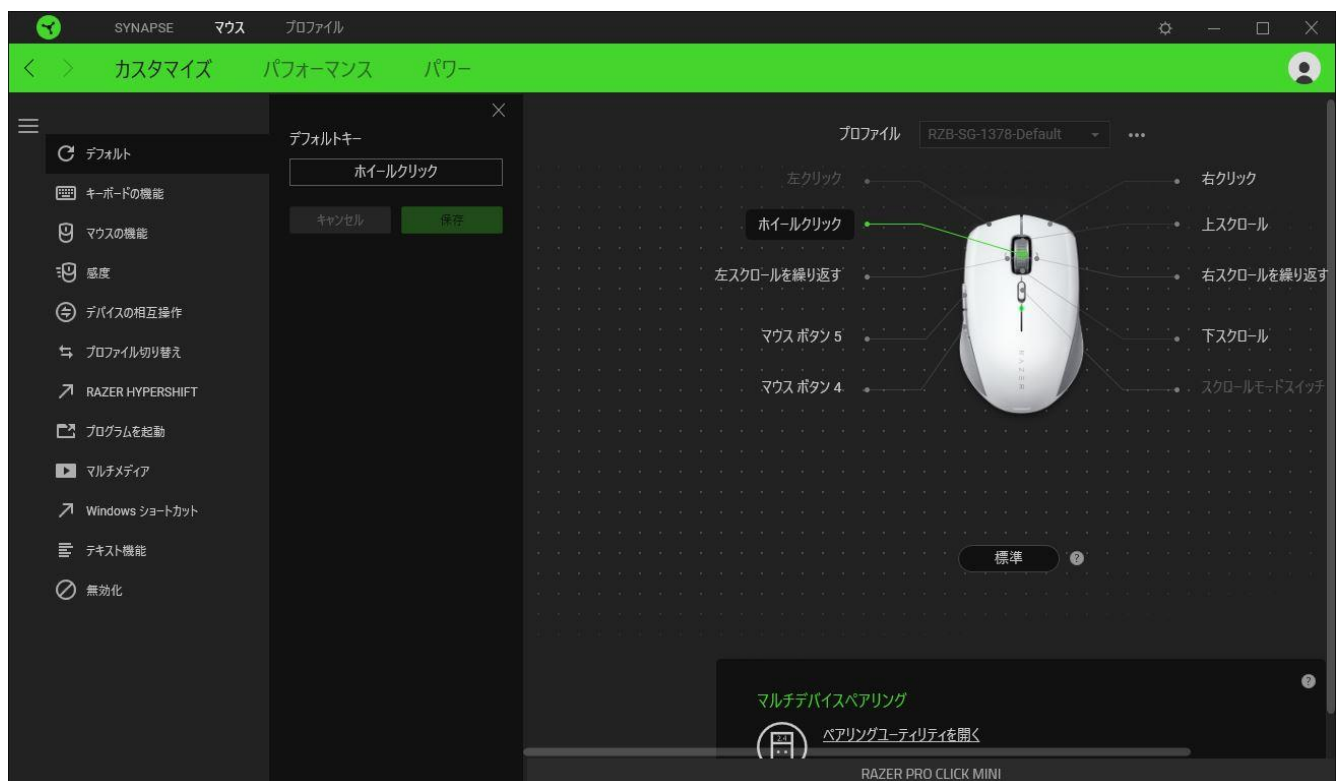 SYNAPSE マウス プロファイル
カスタマイズ パフォーマンス パワー
デフォルト
キーボードの機能
マウスの機能
感度
デバイスの相互操作
プロファイル切り替え
RAZER HYPERSHIFT
プログラムを起動
マルチメディア
Windows ショートカット
テキスト機能
無効化
デフォルトキー
ホイールクリック
キャンセル 保存
プロファイル RZB-SG-1378-Default
左クリック
ホイールクリック
左スクロールを繰り返す
マウス ボタン 5
マウス ボタン 4
右クリック
上スクロール
右スクロールを繰り返す
下スクロール
スクロールモードスイッチ
RAZER
標準 ?
?
マルチデバイスペアリング
2.4
ペアリングユーティリティを開く
RAZER PRO CLICK MINI